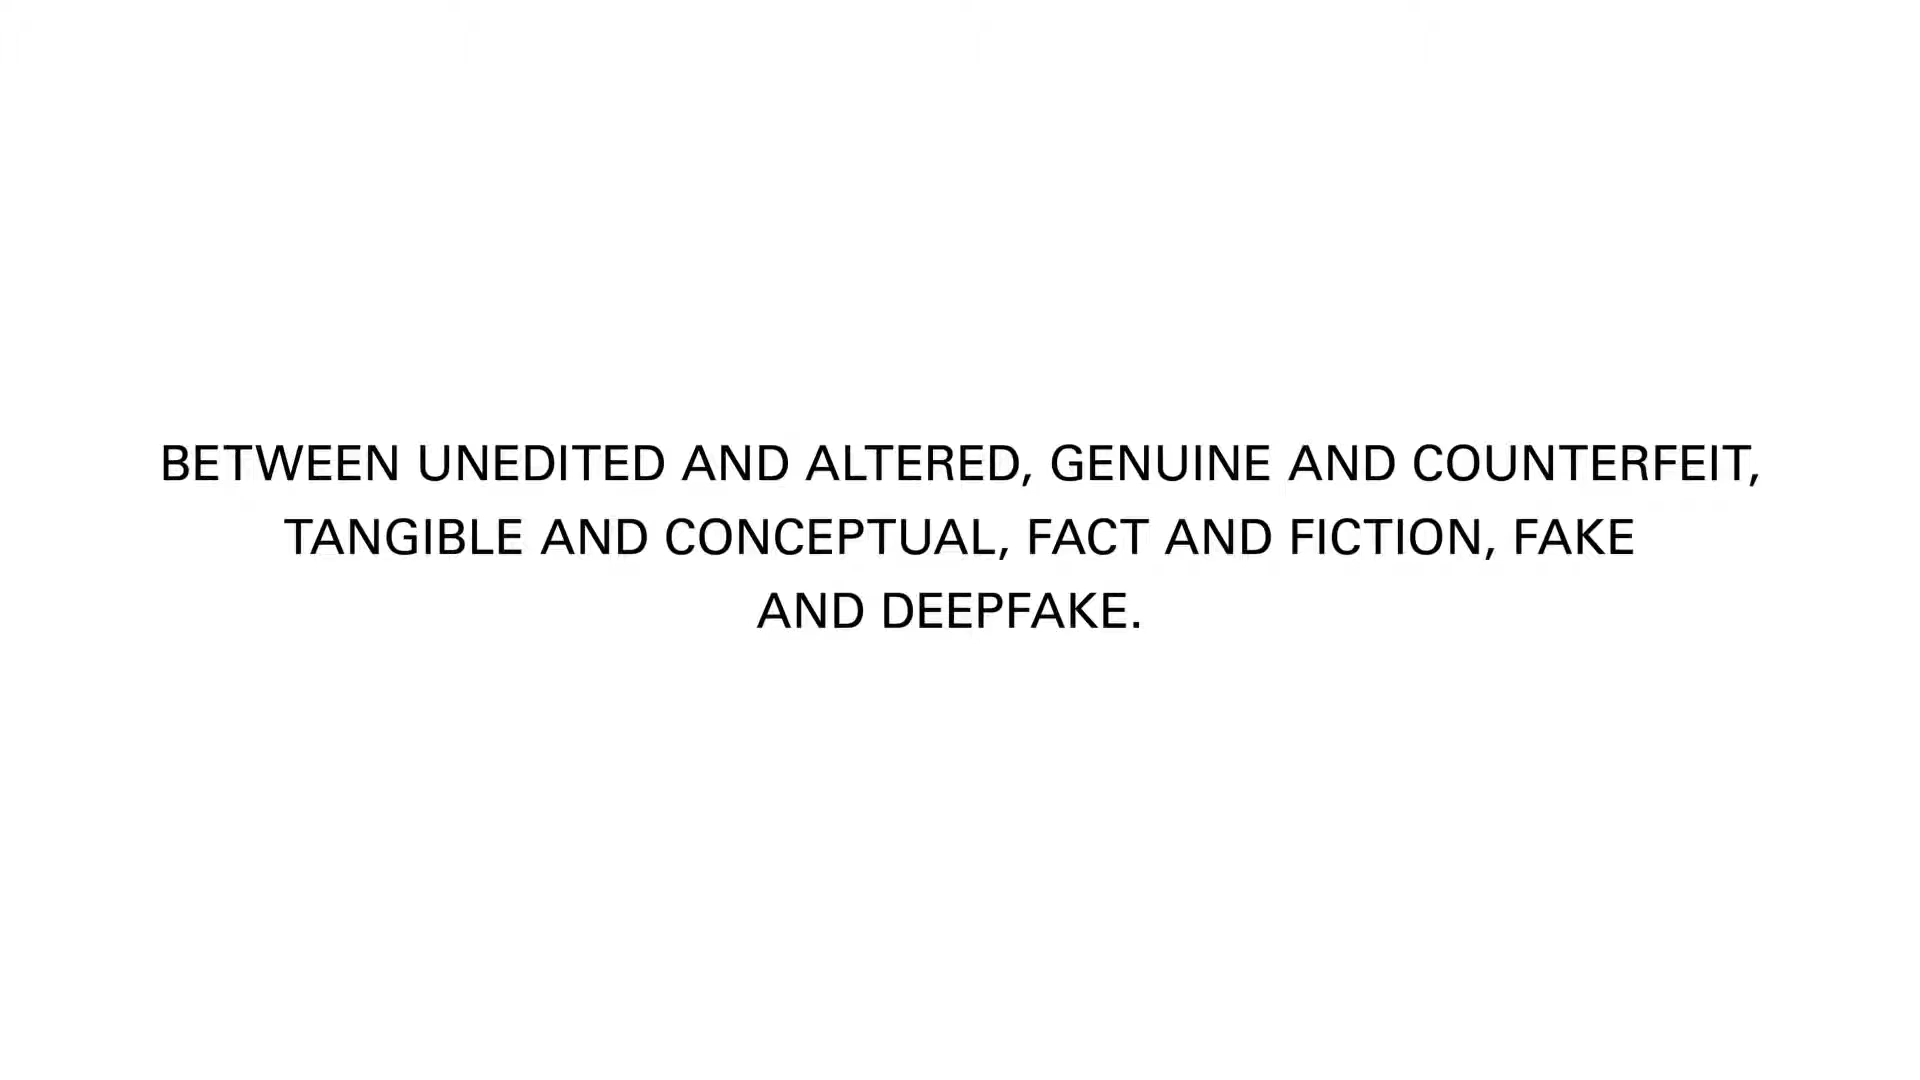 BETWEEN UNEDITED AND ALTERED, GENUINE AND COUNTERFEIT,
TANGIBLE AND CONCEPTUAL, FACT AND FICTION, FAKE
AND DEEPFAKE.